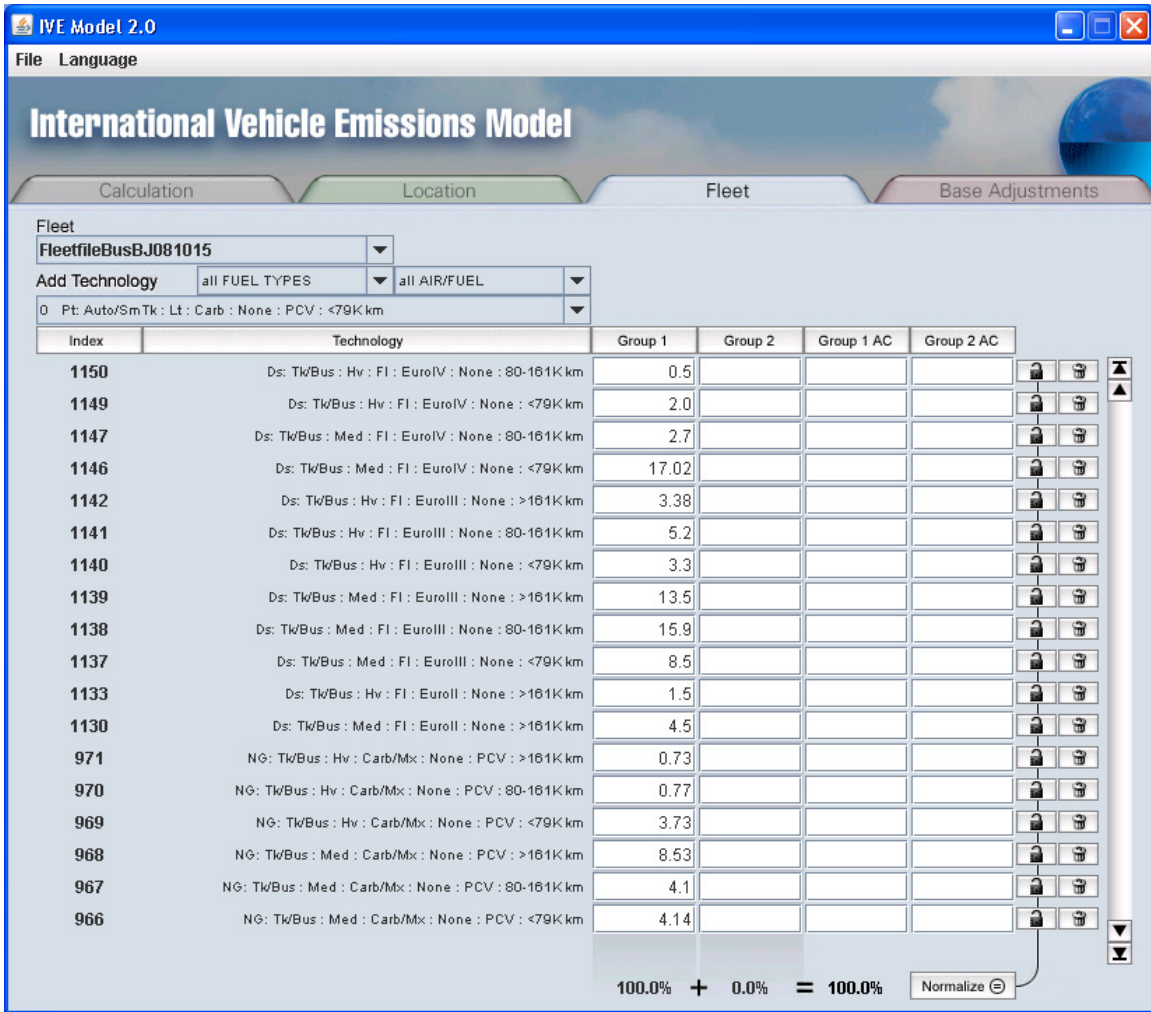 IVE Model 2.0
File Language
International Vehicle Emissions Model
Calculation Location Fleet Base Adjustments
Fleet
FleetfileBusBJ081015
Add Technology all FUEL TYPES all AIR/FUEL
0 Pt: Auto/SmTk : Lt : Carb : None : PCV : <79K km
Index Technology Group 1 Group 2 Group 1 AC Group 2 AC
1150 Ds: Tk/Bus : Hv : FI : EuroIV : None : 80-161K km 0.5
1149 Ds: Tk/Bus : Hv : FI : EuroIV : None : <79K km 2.0
1147 Ds: Tk/Bus : Med : FI : EuroIV : None : 80-161K km 2.7
1146 Ds: Tk/Bus : Med : FI : EuroIV : None : <79K km 17.02
1142 Ds: Tk/Bus : Hv : FI : EuroIII : None : >161K km 3.38
1141 Ds: Tk/Bus : Hv : FI : EuroIII : None : 80-161K km 5.2
1140 Ds: Tk/Bus : Hv : FI : EuroIII : None : <79K km 3.3
1139 Ds: Tk/Bus : Med : FI : EuroIII : None : >161K km 13.5
1138 Ds: Tk/Bus : Med : FI : EuroIII : None : 80-161K km 15.9
1137 Ds: Tk/Bus : Med : FI : EuroIII : None : <79K km 8.5
1133 Ds: Tk/Bus : Hv : FI : EuroII : None : >161K km 1.5
1130 Ds: Tk/Bus : Med : FI : EuroII : None : >161K km 4.5
971 NG: Tk/Bus : Hv : Carb/Mx : None : PCV : >161K km 0.73
970 NG: Tk/Bus : Hv : Carb/Mx : None : PCV : 80-161K km 0.77
969 NG: Tk/Bus : Hv : Carb/Mx : None : PCV : <79K km 3.73
968 NG: Tk/Bus : Med : Carb/Mx : None : PCV : >161K km 8.53
967 NG: Tk/Bus : Med : Carb/Mx : None : PCV : 80-161K km 4.1
966 NG: Tk/Bus : Med : Carb/Mx : None : PCV : <79K km 4.14
100.0% + 0.0% = 100.0% Normalize